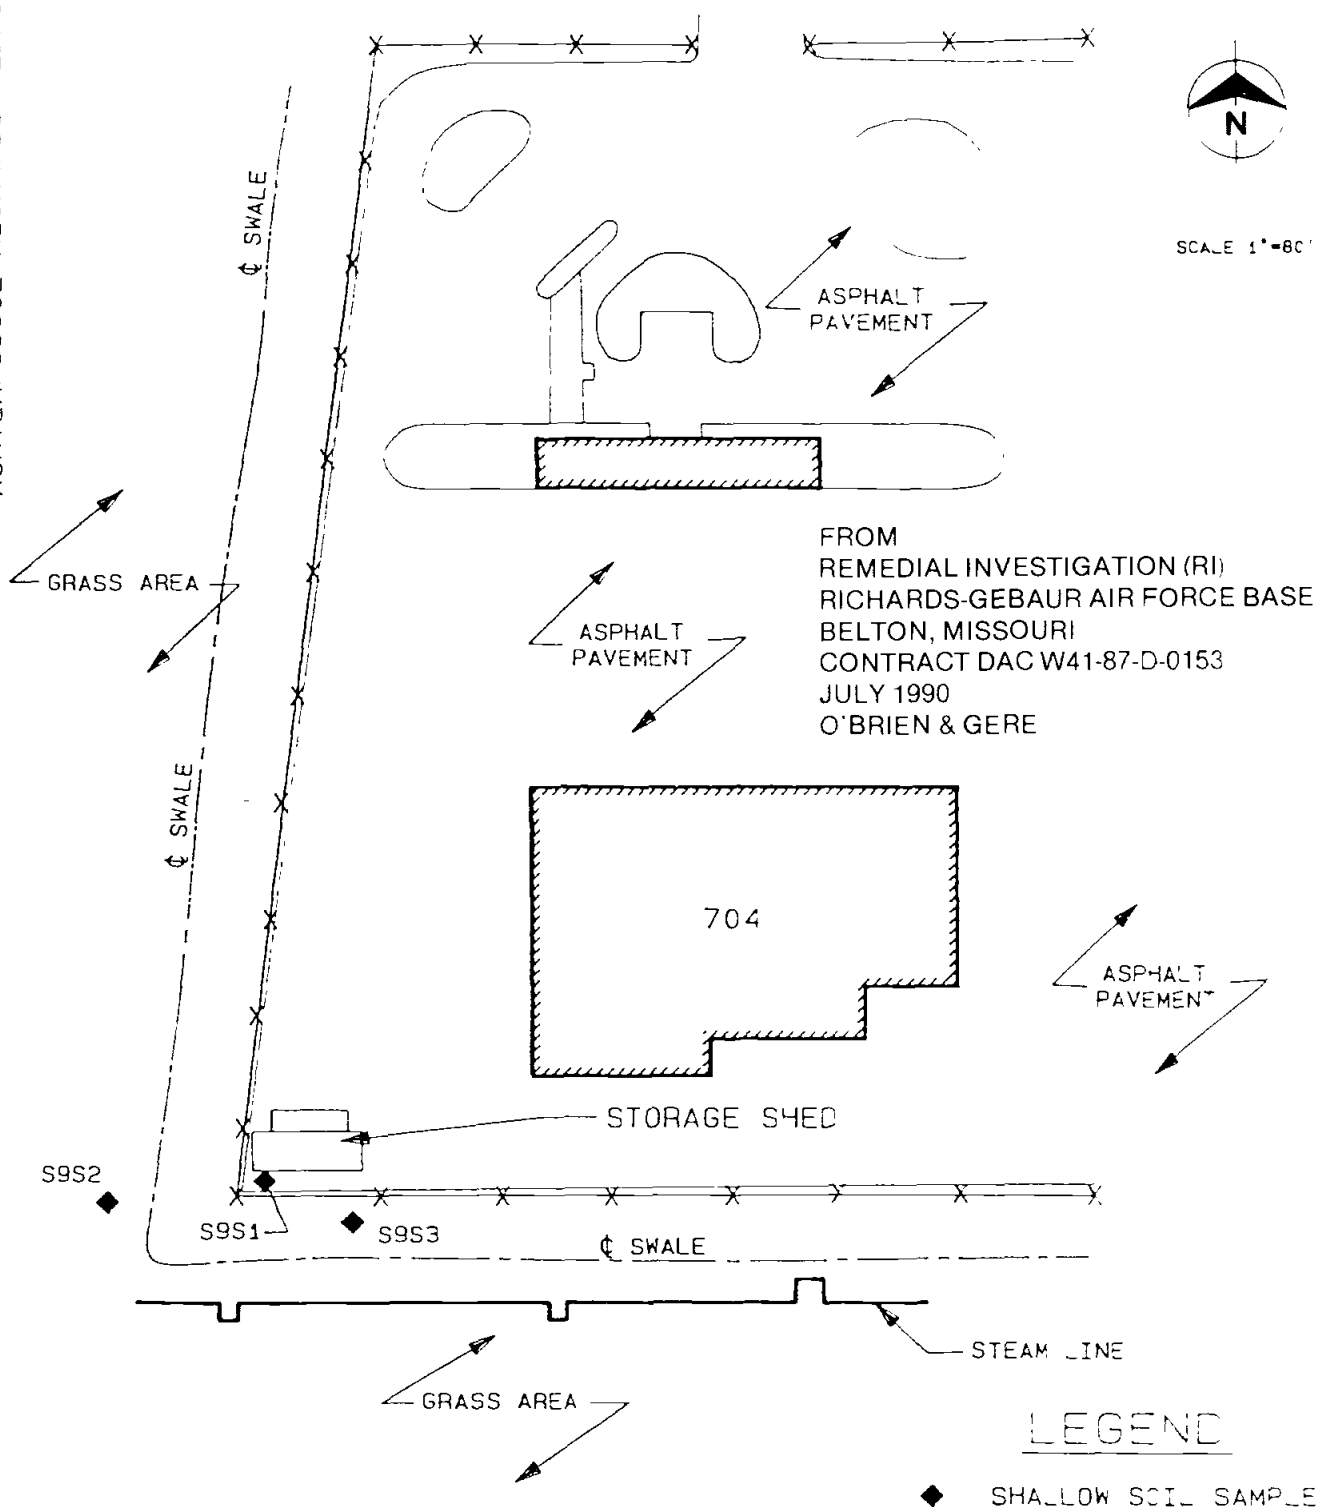 N
SCALE 1"=80'
℄ SWALE
ASPHALT
PAVEMENT
GRASS AREA
FROM
REMEDIAL INVESTIGATION (RI)
RICHARDS-GEBAUR AIR FORCE BASE
BELTON, MISSOURI
CONTRACT DAC W41-87-D-0153
JULY 1990
O'BRIEN & GERE
ASPHALT
PAVEMENT
℄ SWALE
704
ASPHALT
PAVEMENT
STORAGE SHED
S9S2
S9S1
S9S3
℄ SWALE
STEAM LINE
GRASS AREA
LEGEND
SHALLOW SOIL SAMPLE